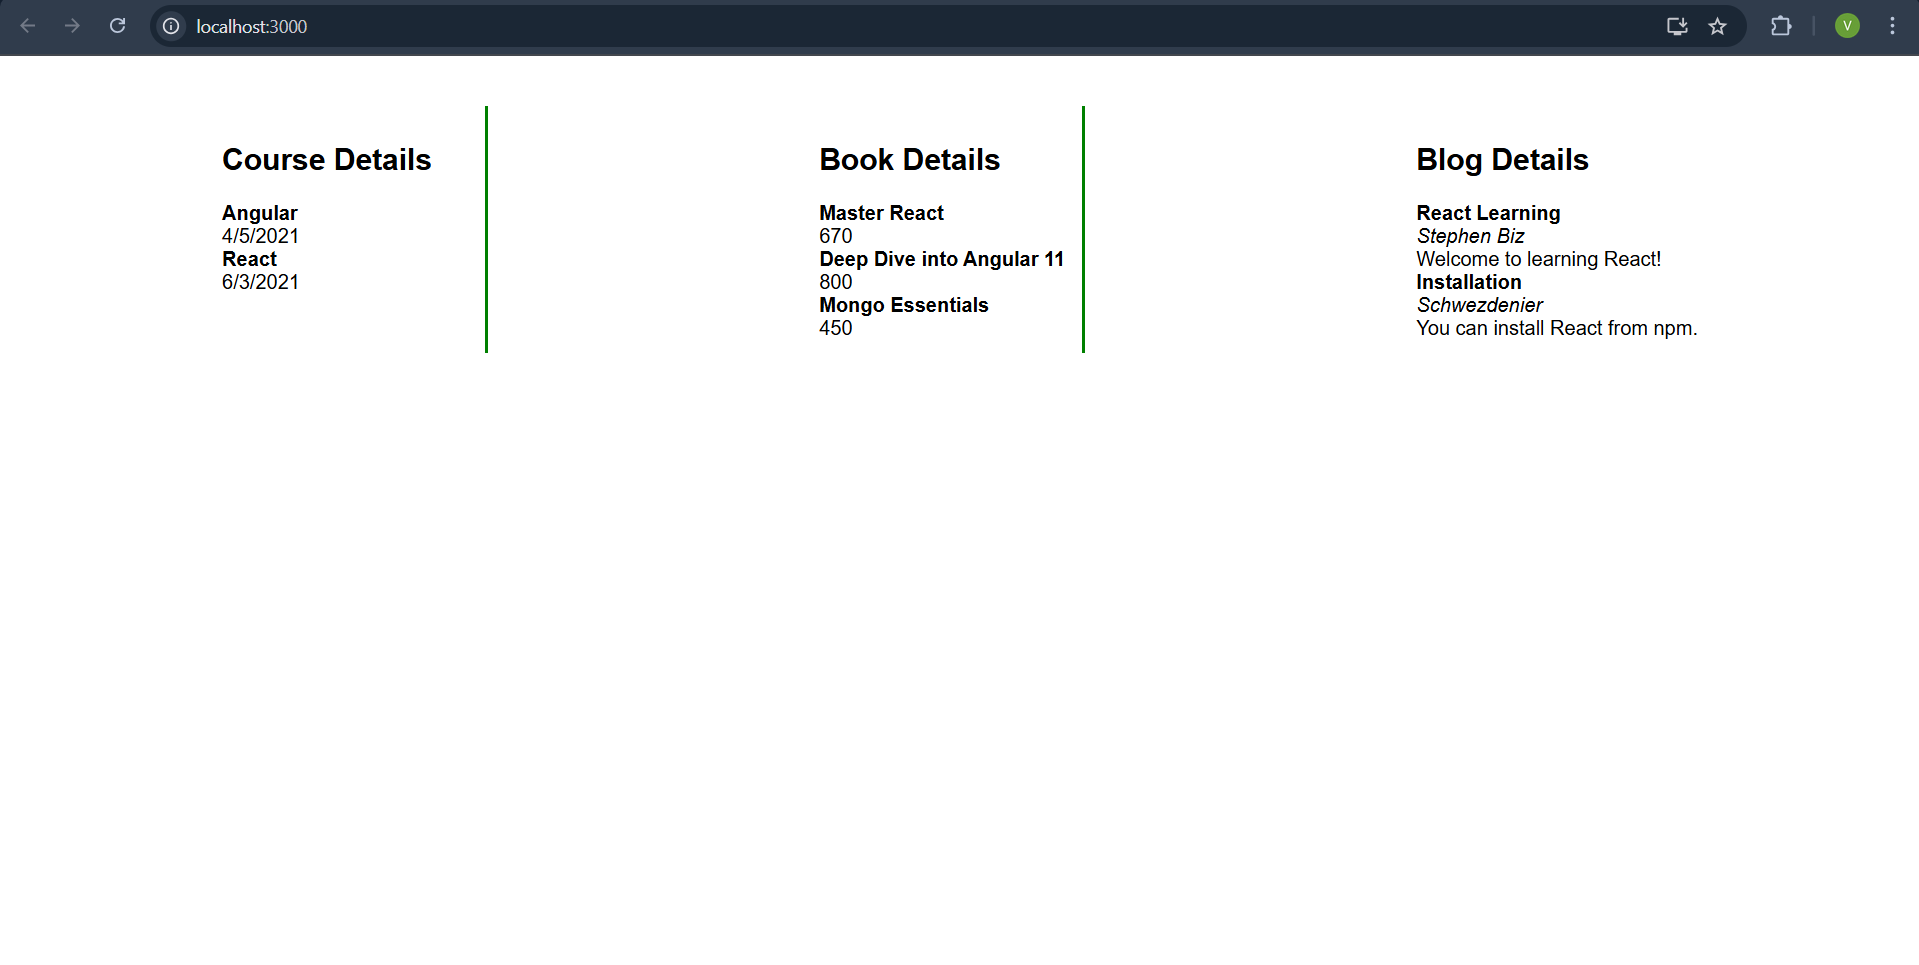 localhost:3000
V
Course Details
Angular
4/5/2021
React
6/3/2021
Book Details
Master React
670
Deep Dive into Angular 11
800
Mongo Essentials
450
Blog Details
React Learning
Stephen Biz
Welcome to learning React!
Installation
Schwezdenier
You can install React from npm.